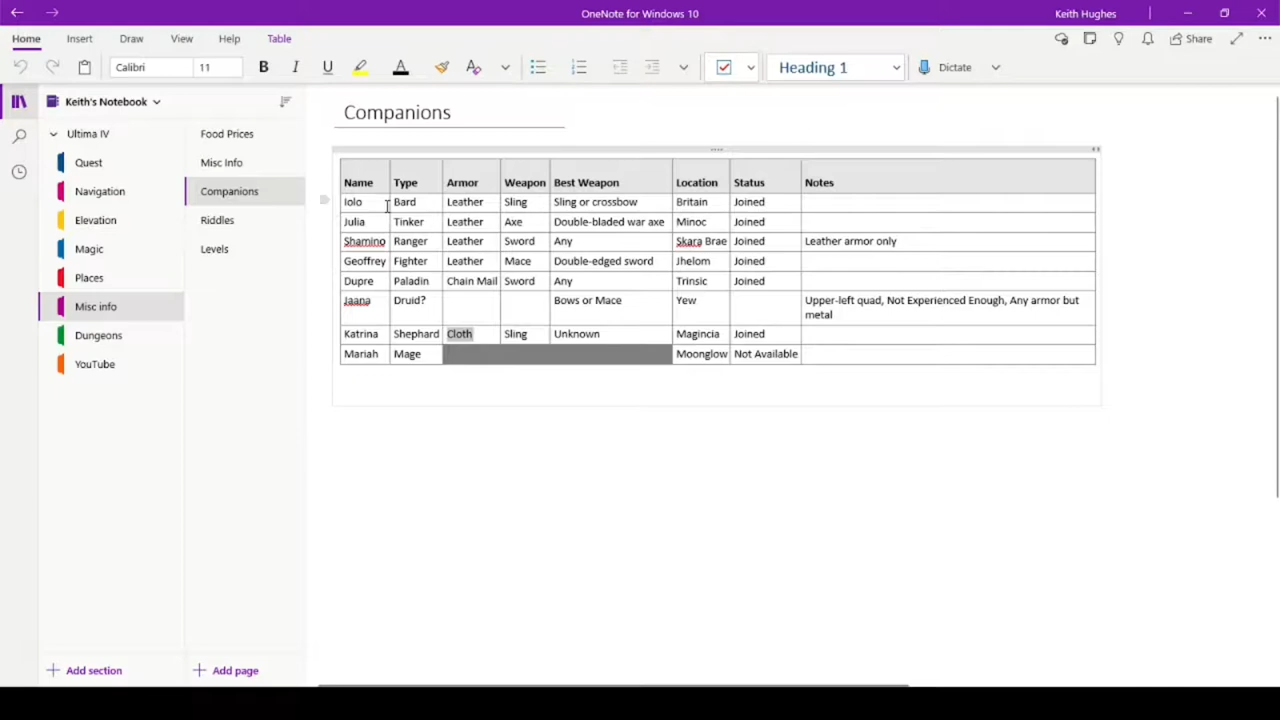 OneNote for Windows 10
Keith Hughes
Home Insert Draw View Help Table
Share
Calibri 11 B I U A Heading 1 Dictate
Keith's Notebook
Ultima IV
Quest
Navigation
Elevation
Magic
Places
Misc info
Dungeons
YouTube
Add section
Food Prices
Misc Info
Companions
Riddles
Levels
Add page
Companions
Name Type Armor Weapon Best Weapon Location Status Notes
Iolo Bard Leather Sling Sling or crossbow Britain Joined
Julia Tinker Leather Axe Double-bladed war axe Minoc Joined
Shamino Ranger Leather Sword Any Skara Brae Joined Leather armor only
Geoffrey Fighter Leather Mace Double-edged sword Jhelom Joined
Dupre Paladin Chain Mail Sword Any Trinsic Joined
Jaana Druid? Bows or Mace Yew Upper-left quad, Not Experienced Enough, Any armor but
metal
Katrina Shephard Cloth Sling Unknown Magincia Joined
Mariah Mage Moonglow Not Available